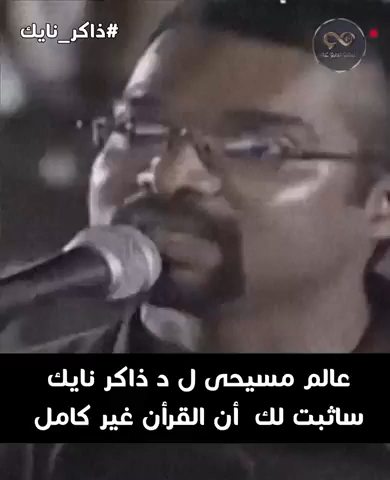 #ذاكر_نايك
عالم مسيحى ل د ذاكر نايك
ساثبت لك أن القرأن غير كامل